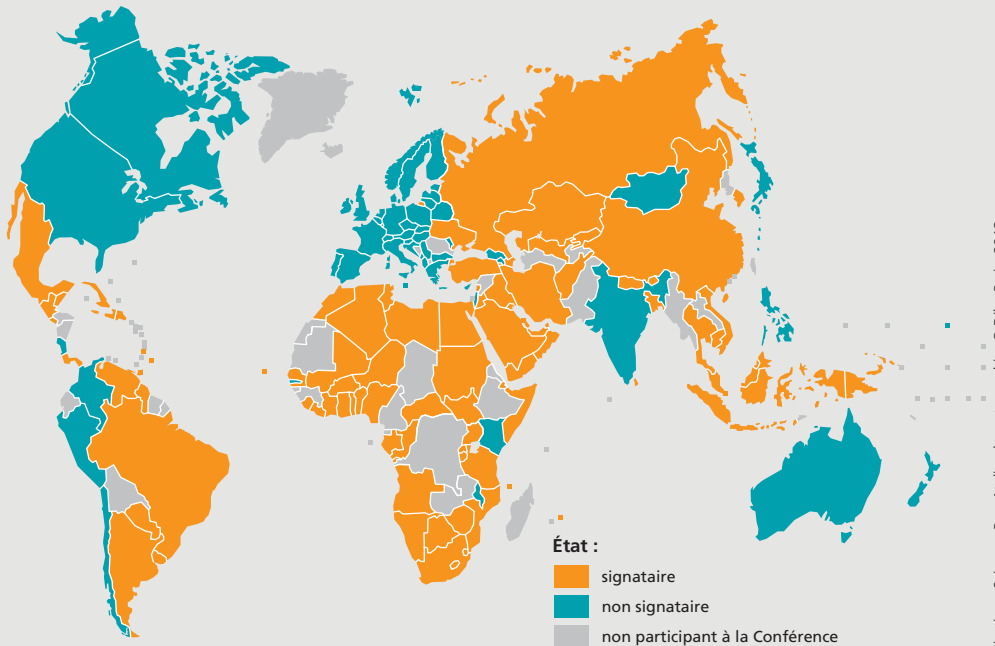 État :
signataire
non signataire
non participant à la Conférence